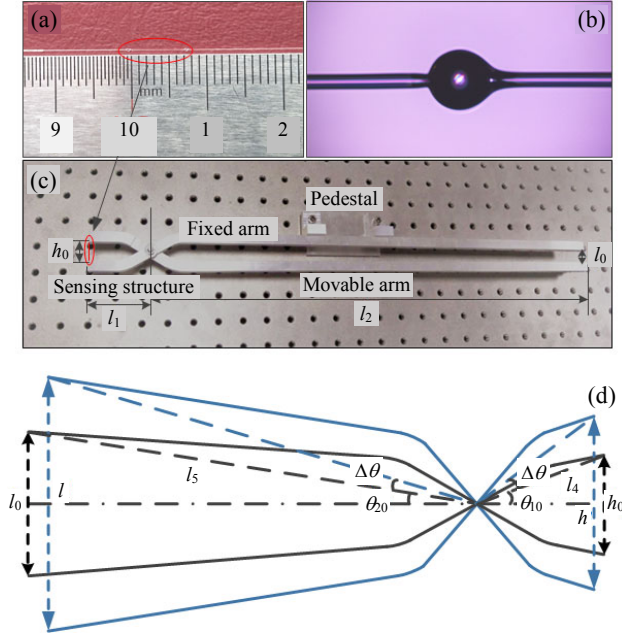 (a)
mm
9 10 1 2
(b)
(c)
Pedestal
Fixed arm
h0
l0
Sensing structure
Movable arm
l1
l2
(d)
l0
l
l5
Δθ
θ20
Δθ
l4
θ10
h
h0